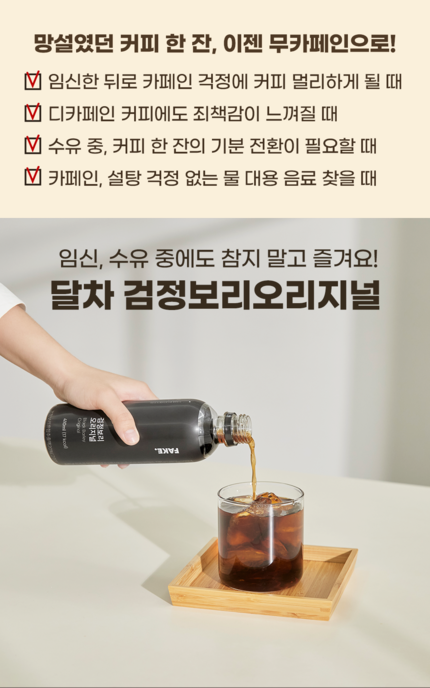 망설였던 커피 한 잔, 이젠 무카페인으로!
임신한 뒤로 카페인 걱정에 커피 멀리하게 될 때
디카페인 커피에도 죄책감이 느껴질 때
수유 중, 커피 한 잔의 기분 전환이 필요할 때
카페인, 설탕 걱정 없는 물 대용 음료 찾을 때
임신, 수유 중에도 참지 말고 즐겨요!
달차 검정보리오리지널
검정보리
오리지널
FAKE.